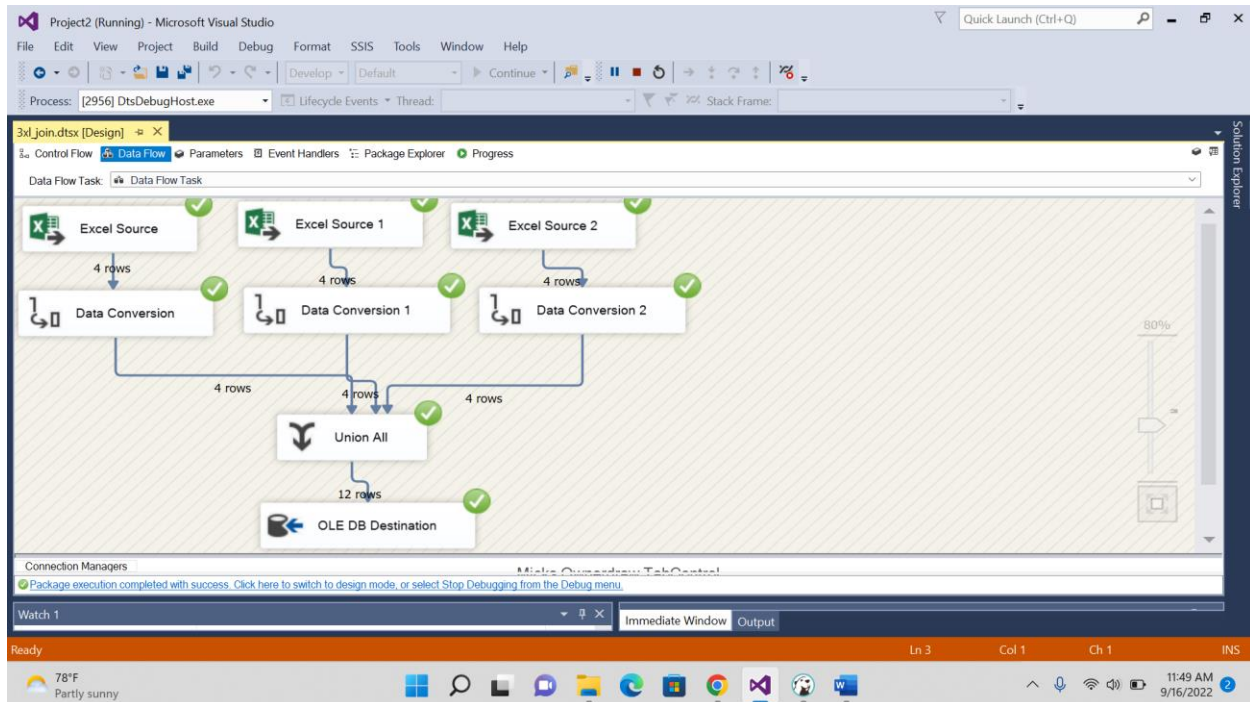 Project2 (Running) - Microsoft Visual Studio
Quick Launch (Ctrl+Q)
File Edit View Project Build Debug Format SSIS Tools Window Help
Develop Default Continue
Process: [2956] DtsDebugHost.exe Lifecycle Events Thread: Stack Frame:
3xl_join.dtsx [Design]
Solution Explorer
Control Flow Data Flow Parameters Event Handlers Package Explorer Progress
Data Flow Task: Data Flow Task
Excel Source Excel Source 1 Excel Source 2
4 rows 4 rows 4 rows
Data Conversion Data Conversion 1 Data Conversion 2
80%
4 rows 4 rows 4 rows
Union All
12 rows
OLE DB Destination
Connection Managers
Package execution completed with success. Click here to switch to design mode, or select Stop Debugging from the Debug menu.
Watch 1
Immediate Window Output
Ready Ln 3 Col 1 Ch 1 INS
78°F
Partly sunny
11:49 AM
9/16/2022
2